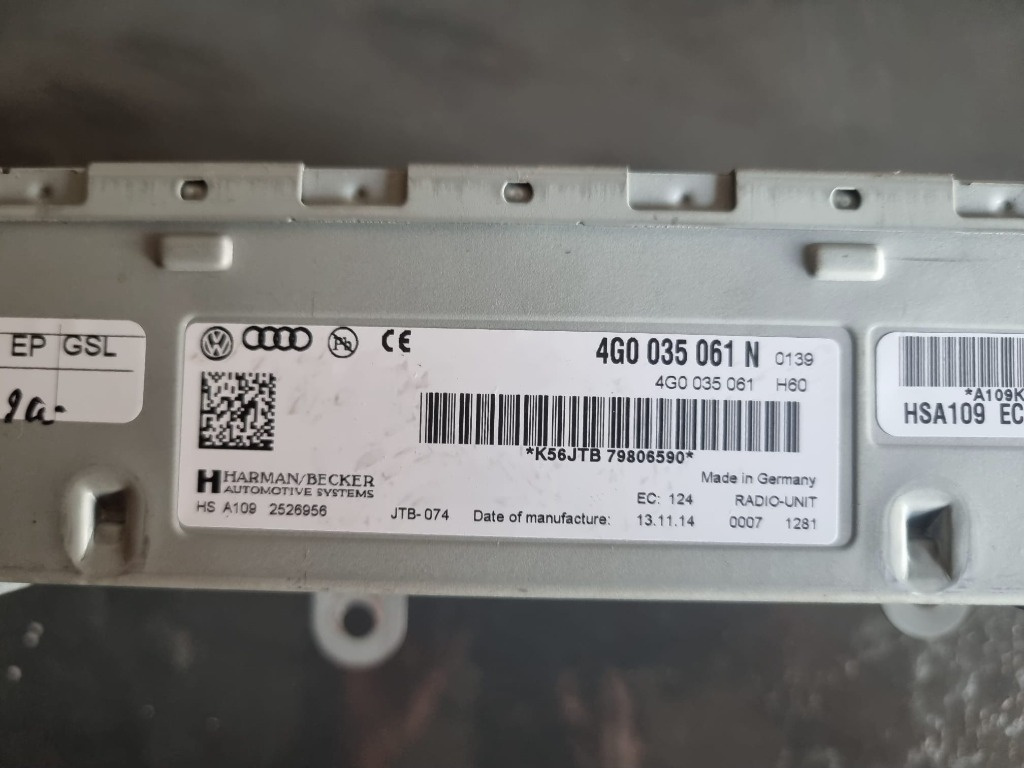 EP GSL
4G0 035 061 N 0139
4G0 035 061 H60
*K56JTB 79806590*
HARMAN/BECKER
AUTOMOTIVE SYSTEMS
Made in Germany
EC: 124 RADIO-UNIT
HS A109 2526956 JTB-074 Date of manufacture: 13.11.14 0007 1281
*A109K
HSA109 EC